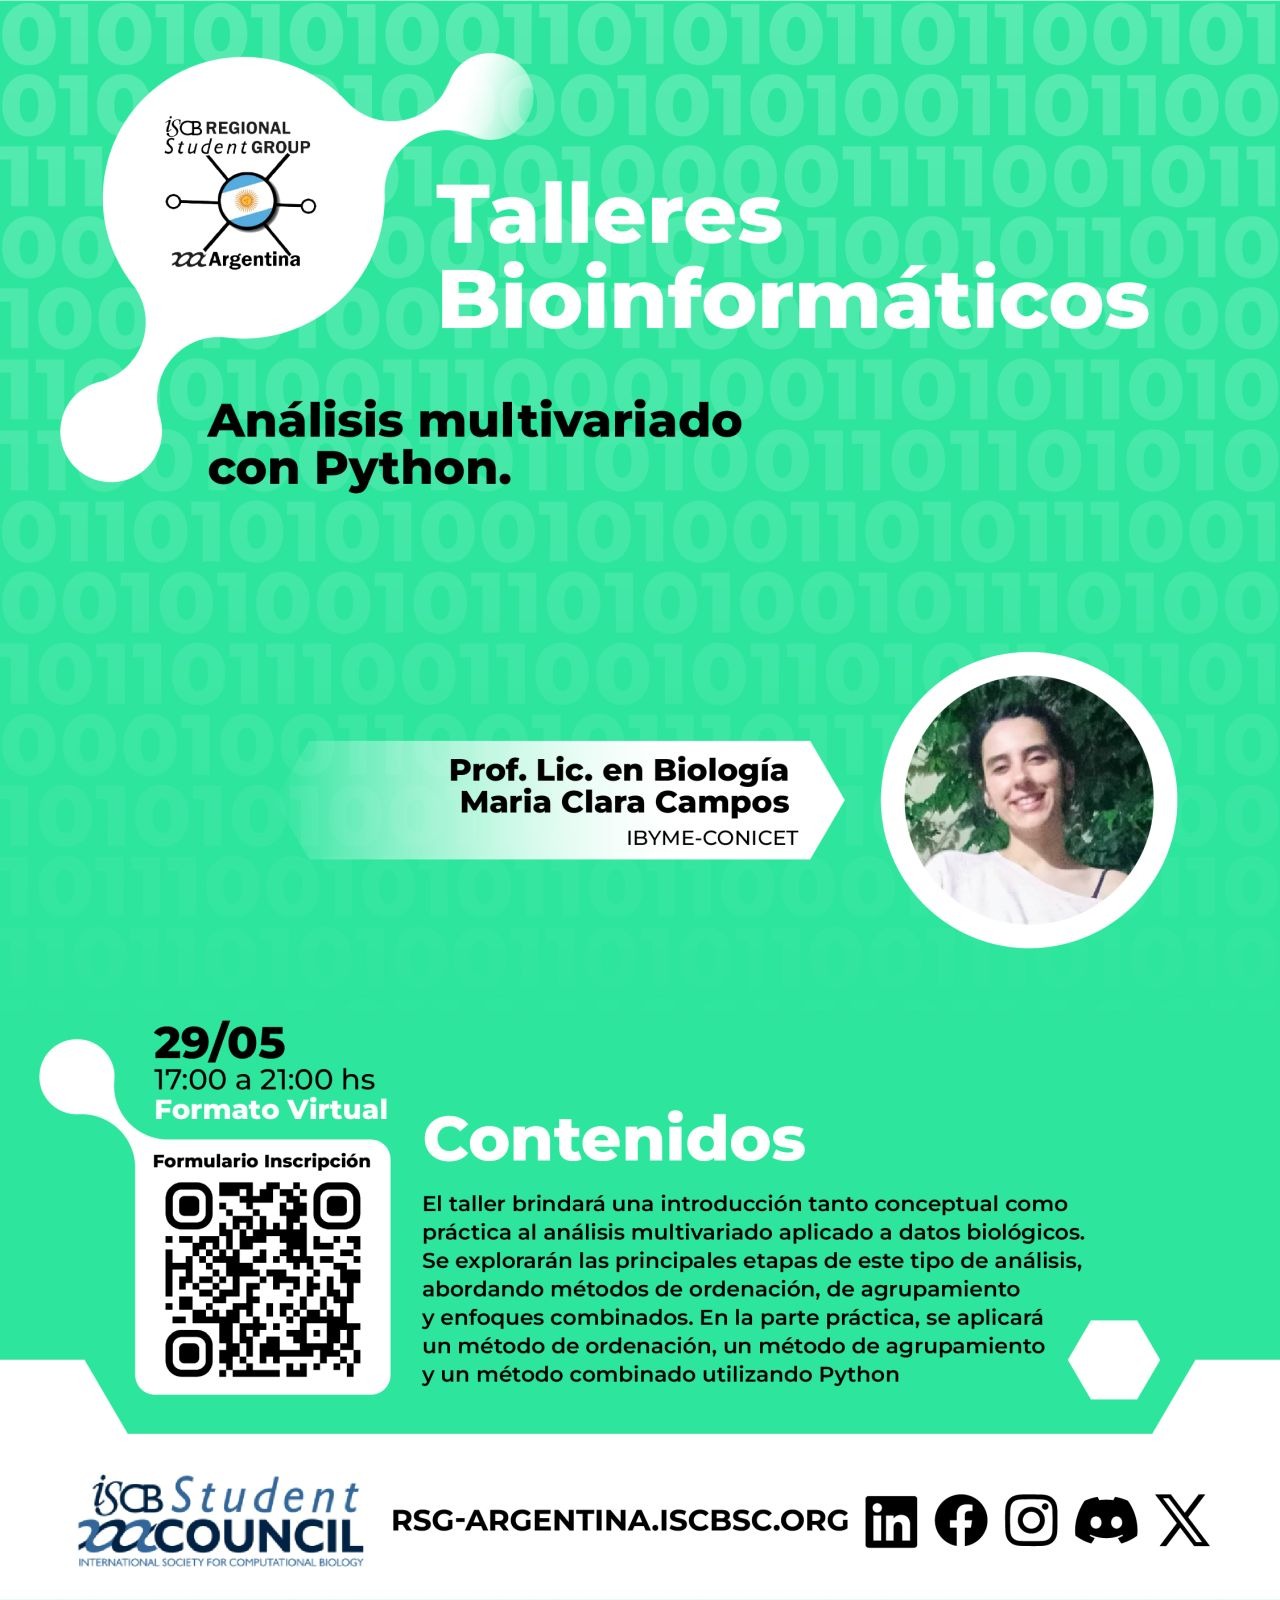 iSCB REGIONAL
Student GROUP
Argentina
Talleres
Bioinformáticos
Análisis multivariado
con Python.
Prof. Lic. en Biología
Maria Clara Campos
IBYME-CONICET
29/05
17:00 a 21:00 hs
Formato Virtual
Formulario Inscripción
Contenidos
El taller brindará una introducción tanto conceptual como
práctica al análisis multivariado aplicado a datos biológicos.
Se explorarán las principales etapas de este tipo de análisis,
abordando métodos de ordenación, de agrupamiento
y enfoques combinados. En la parte práctica, se aplicará
un método de ordenación, un método de agrupamiento
y un método combinado utilizando Python
iSCB Student
COUNCIL
INTERNATIONAL SOCIETY FOR COMPUTATIONAL BIOLOGY
RSG-ARGENTINA.ISCBSC.ORG